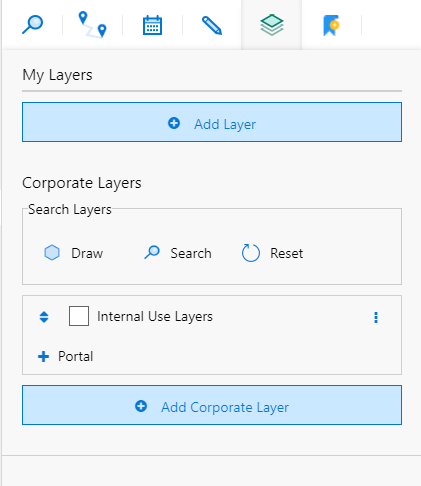 My Layers
Add Layer
Corporate Layers
Search Layers
Draw Search Reset
Internal Use Layers
Portal
Add Corporate Layer